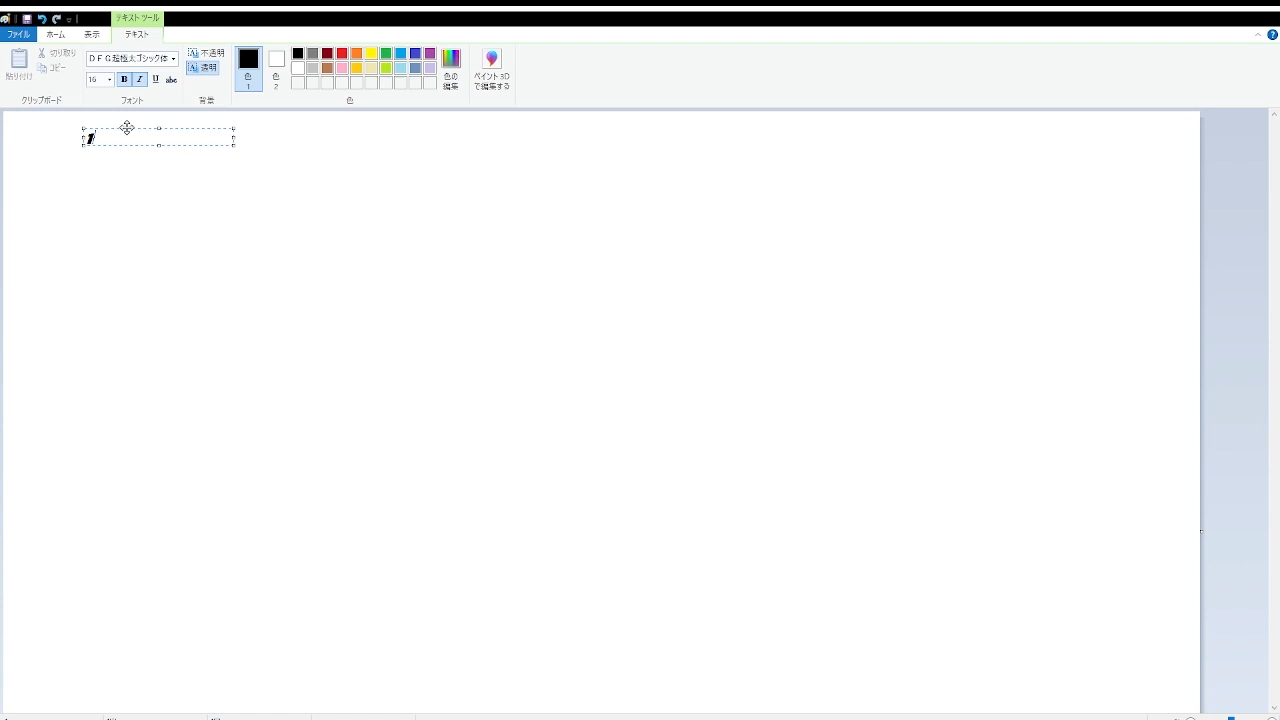 テキスト ツール
ファイル ホーム 表示 テキスト
貼り付け
切り取り
コピー
クリップボード
DFG超極太ゴシック体
16 B I U abc
フォント
不透明
透明
背景
色
1
色
2
色
色の
編集
ペイント3D
で編集する
1